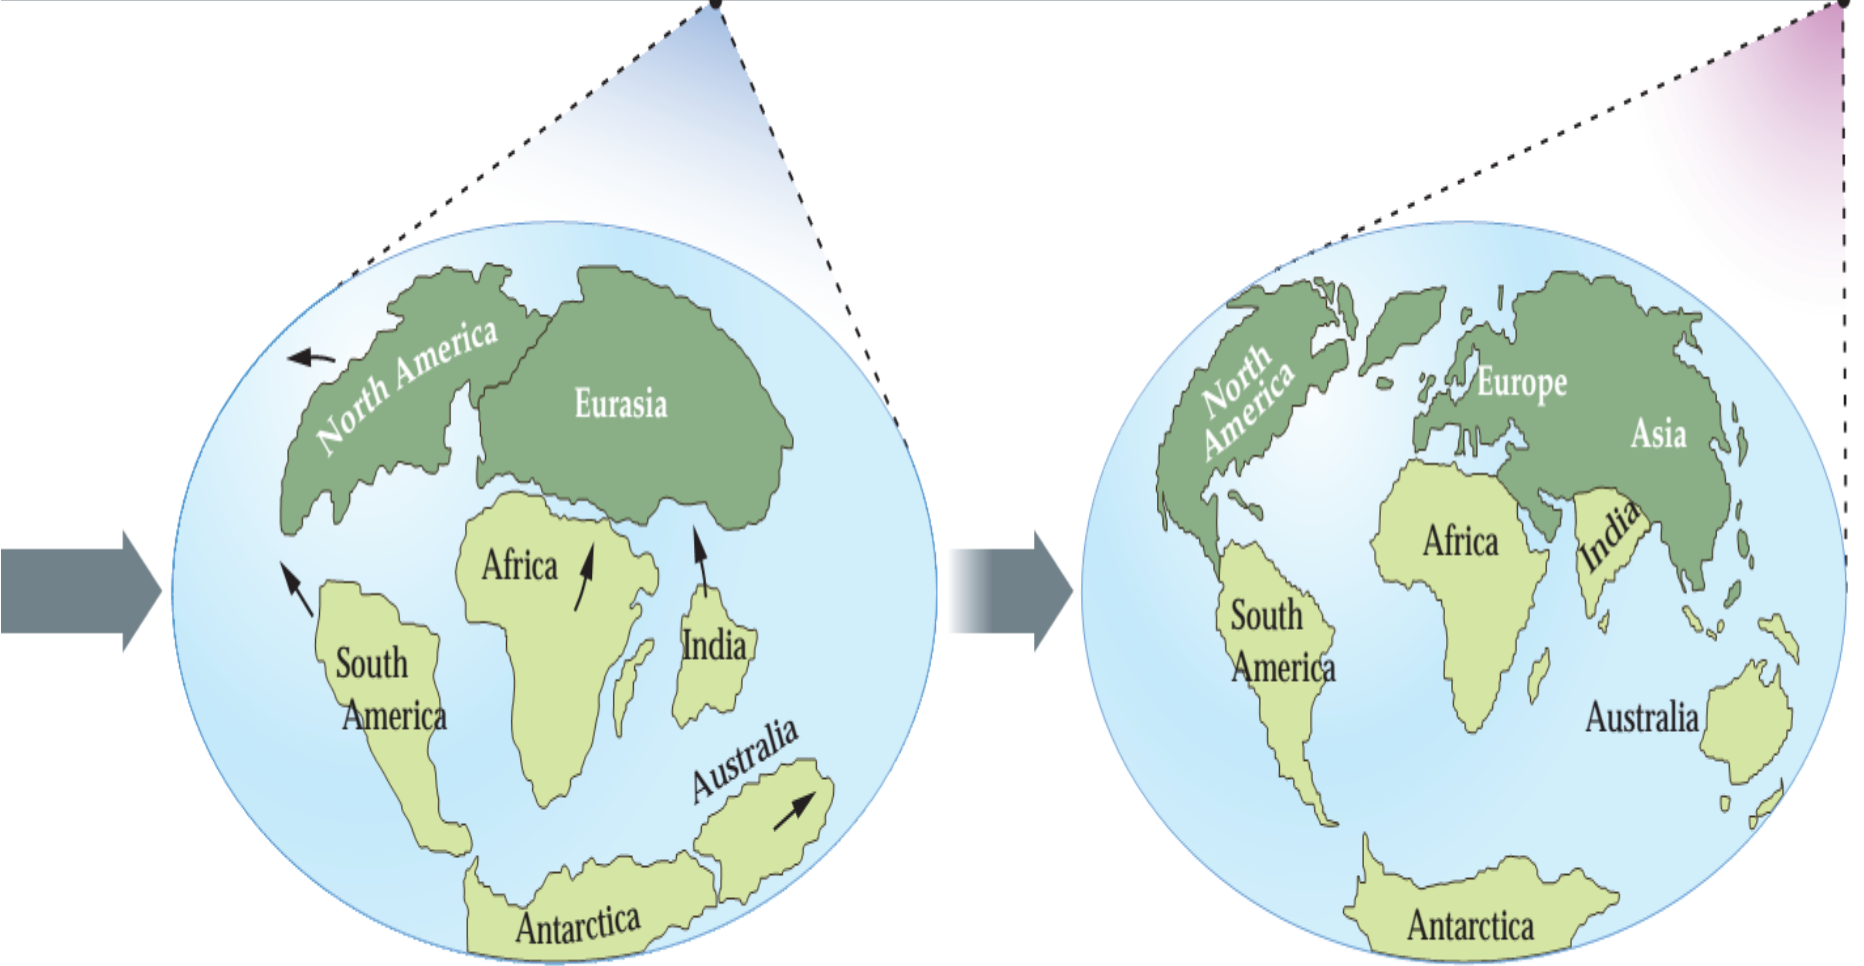 North America
Eurasia
Africa
South
America
India
Australia
Antarctica
North
America
Europe
Asia
Africa
India
South
America
Australia
Antarctica